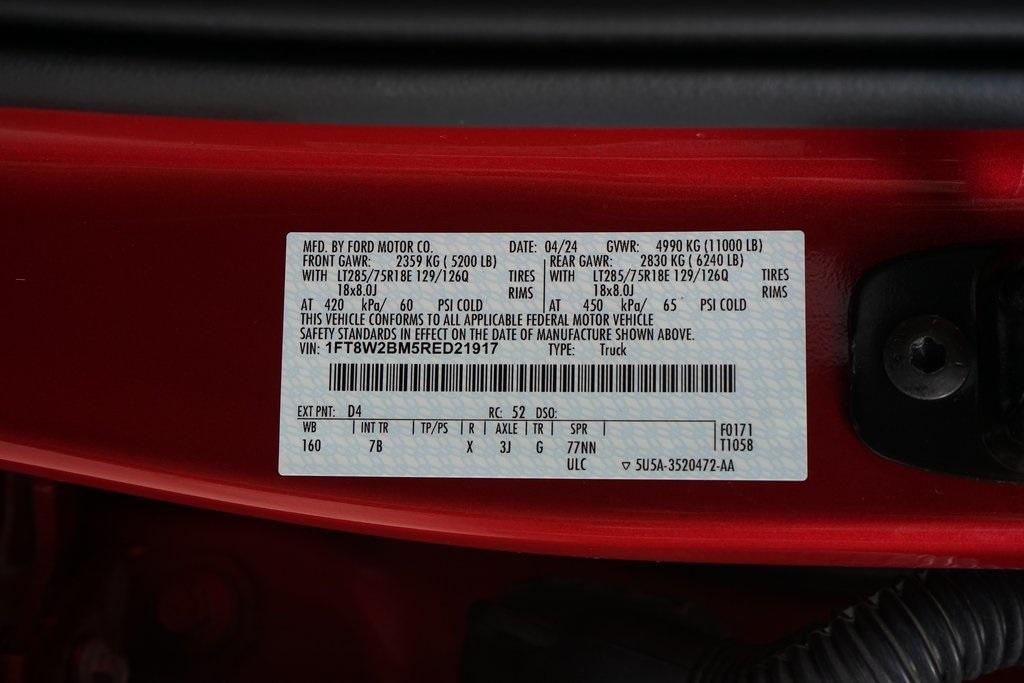 MFD. BY FORD MOTOR CO. DATE: 04/24 GVWR: 4990 KG (11000 LB)
FRONT GAWR: 2359 KG ( 5200 LB) REAR GAWR: 2830 KG ( 6240 LB)
WITH LT285/75R18E 129/126Q TIRES WITH LT285/75R18E 129/126Q TIRES
18x8.0J RIMS 18x8.0J RIMS
AT 420 kPa/ 60 PSI COLD AT 450 kPa/ 65 PSI COLD
THIS VEHICLE CONFORMS TO ALL APPLICABLE FEDERAL MOTOR VEHICLE
SAFETY STANDARDS IN EFFECT ON THE DATE OF MANUFACTURE SHOWN ABOVE.
VIN: 1FT8W2BM5RED21917 TYPE: Truck
EXT PNT: D4 RC: 52 DSO:
WB INT TR TP/PS R AXLE TR SPR F0171
160 7B X 3J G 77NN T1058
ULC ▽ 5U5A-3520472-AA